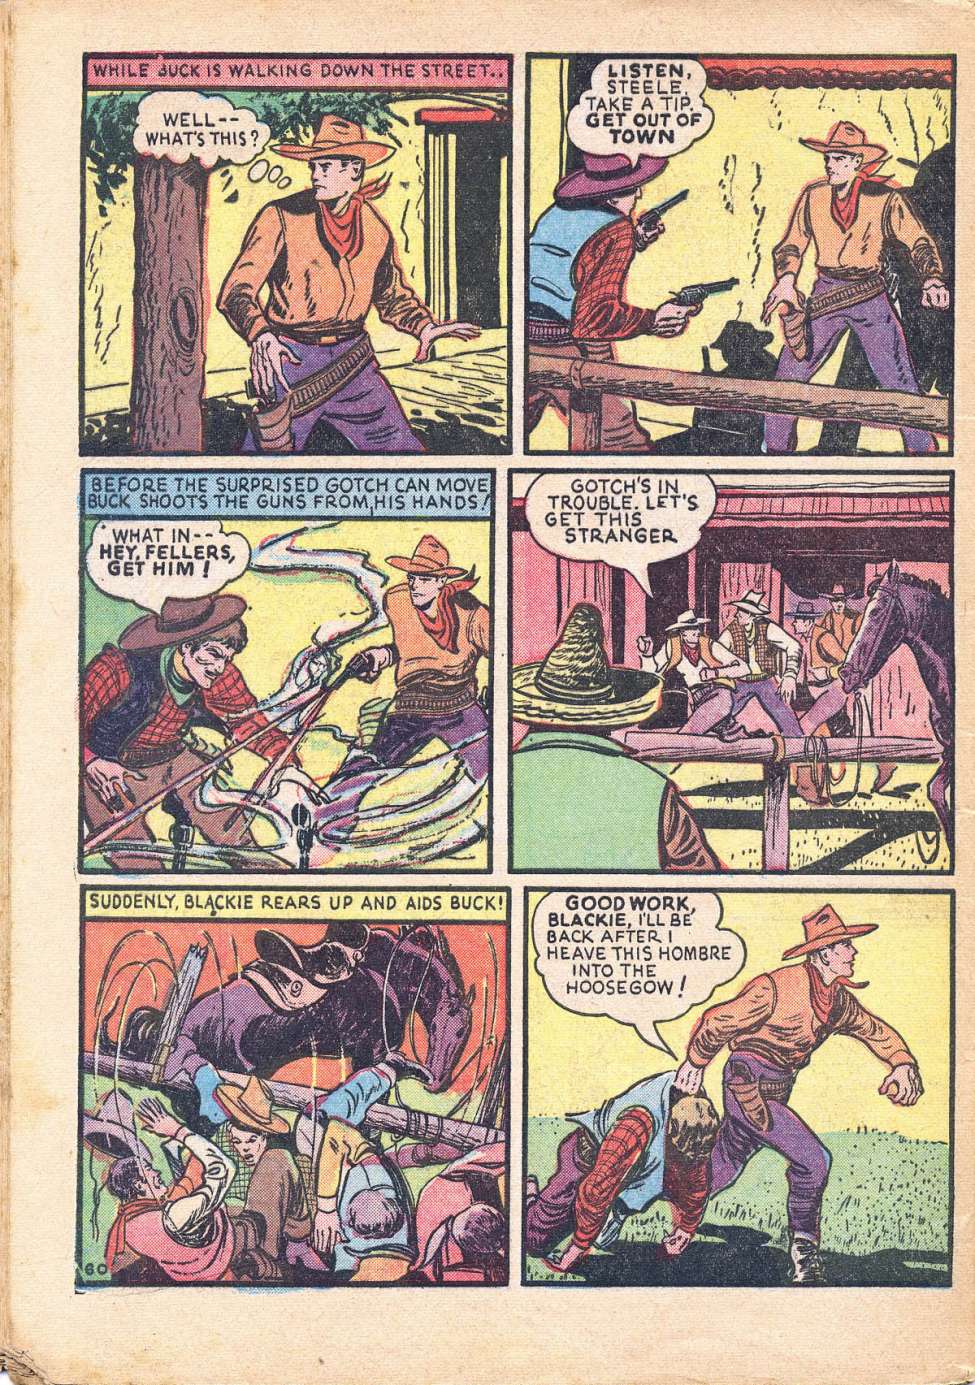 WHILE BUCK IS WALKING DOWN THE STREET..
WELL--
WHAT'S THIS?
LISTEN,
STEELE,
TAKE A TIP.
GET OUT OF
TOWN
BEFORE THE SURPRISED GOTCH CAN MOVE
BUCK SHOOTS THE GUNS FROM HIS HANDS!
WHAT IN--
HEY, FELLERS,
GET HIM!
GOTCH'S IN
TROUBLE. LET'S
GET THIS
STRANGER
SUDDENLY, BLACKIE REARS UP AND AIDS BUCK!
60
GOOD WORK,
BLACKIE, I'LL BE
BACK AFTER I
HEAVE THIS HOMBRE
INTO THE
HOOSEGOW!